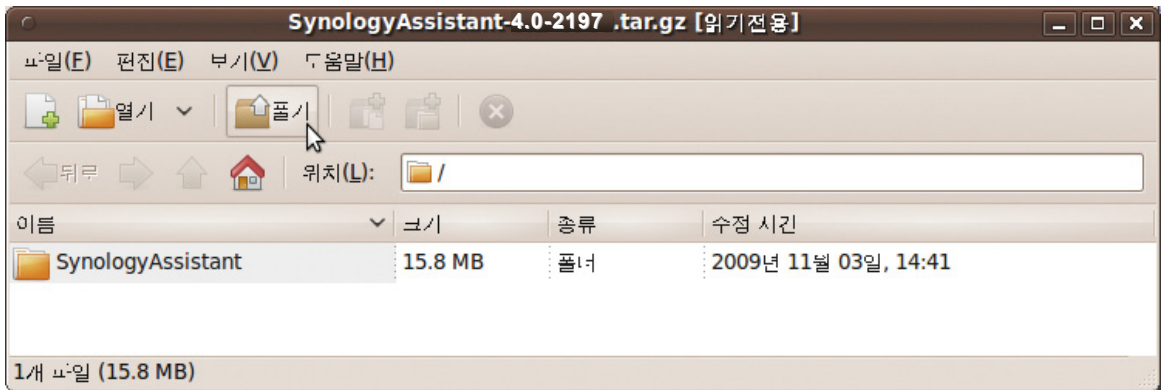 SynologyAssistant-4.0-2197 .tar.gz [읽기전용]
파일(F) 편집(E) 보기(V) 도움말(H)
열기 풀기
뒤로 위치(L): /
이름 크기 종류 수정 시간
SynologyAssistant 15.8 MB 폴더 2009년 11월 03일, 14:41
1개 파일 (15.8 MB)